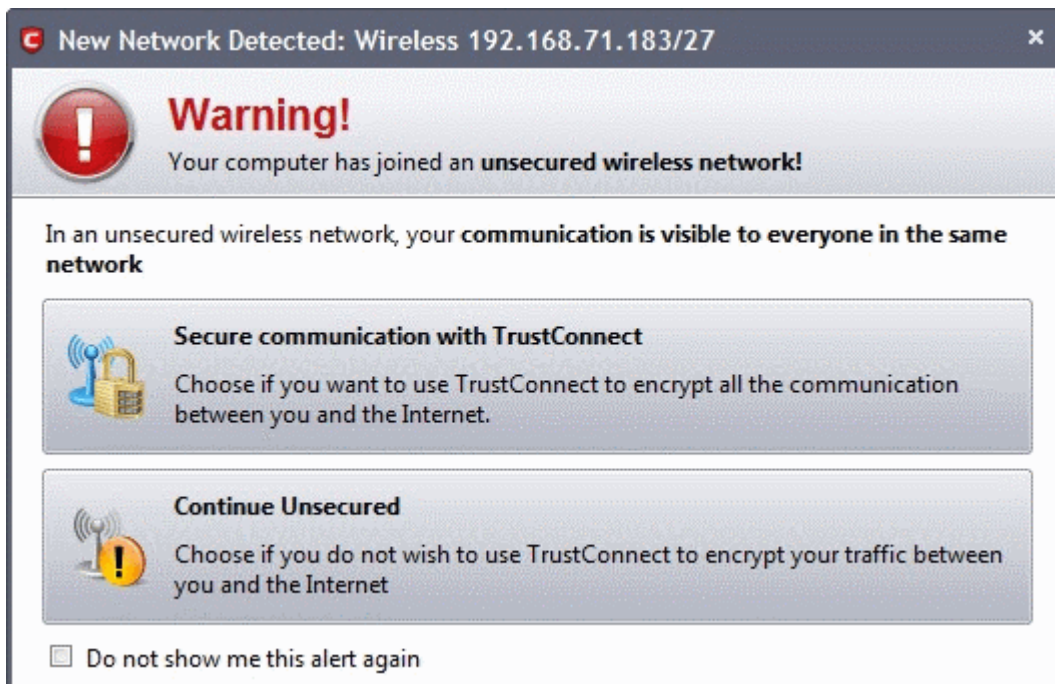 New Network Detected: Wireless 192.168.71.183/27
Warning!
Your computer has joined an unsecured wireless network!
In an unsecured wireless network, your communication is visible to everyone in the same
network
Secure communication with TrustConnect
Choose if you want to use TrustConnect to encrypt all the communication
between you and the Internet.
Continue Unsecured
Choose if you do not wish to use TrustConnect to encrypt your traffic between
you and the Internet
Do not show me this alert again